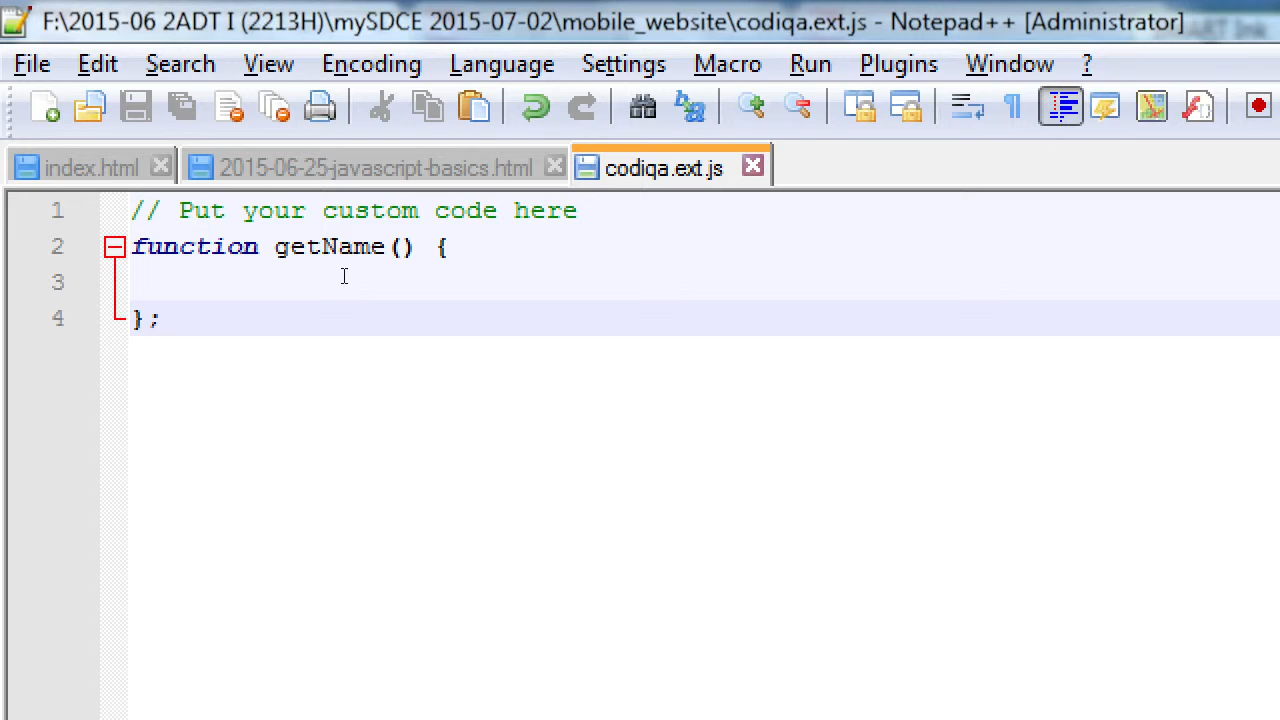 F:\2015-06 2ADT I (2213H)\mySDCE 2015-07-02\mobile_website\codiqa.ext.js - Notepad++ [Administrator]
File Edit Search View Encoding Language Settings Macro Run Plugins Window ?
index.html 2015-06-25-javascript-basics.html codiqa.ext.js
1 // Put your custom code here
2 function getName() {
3
4 };